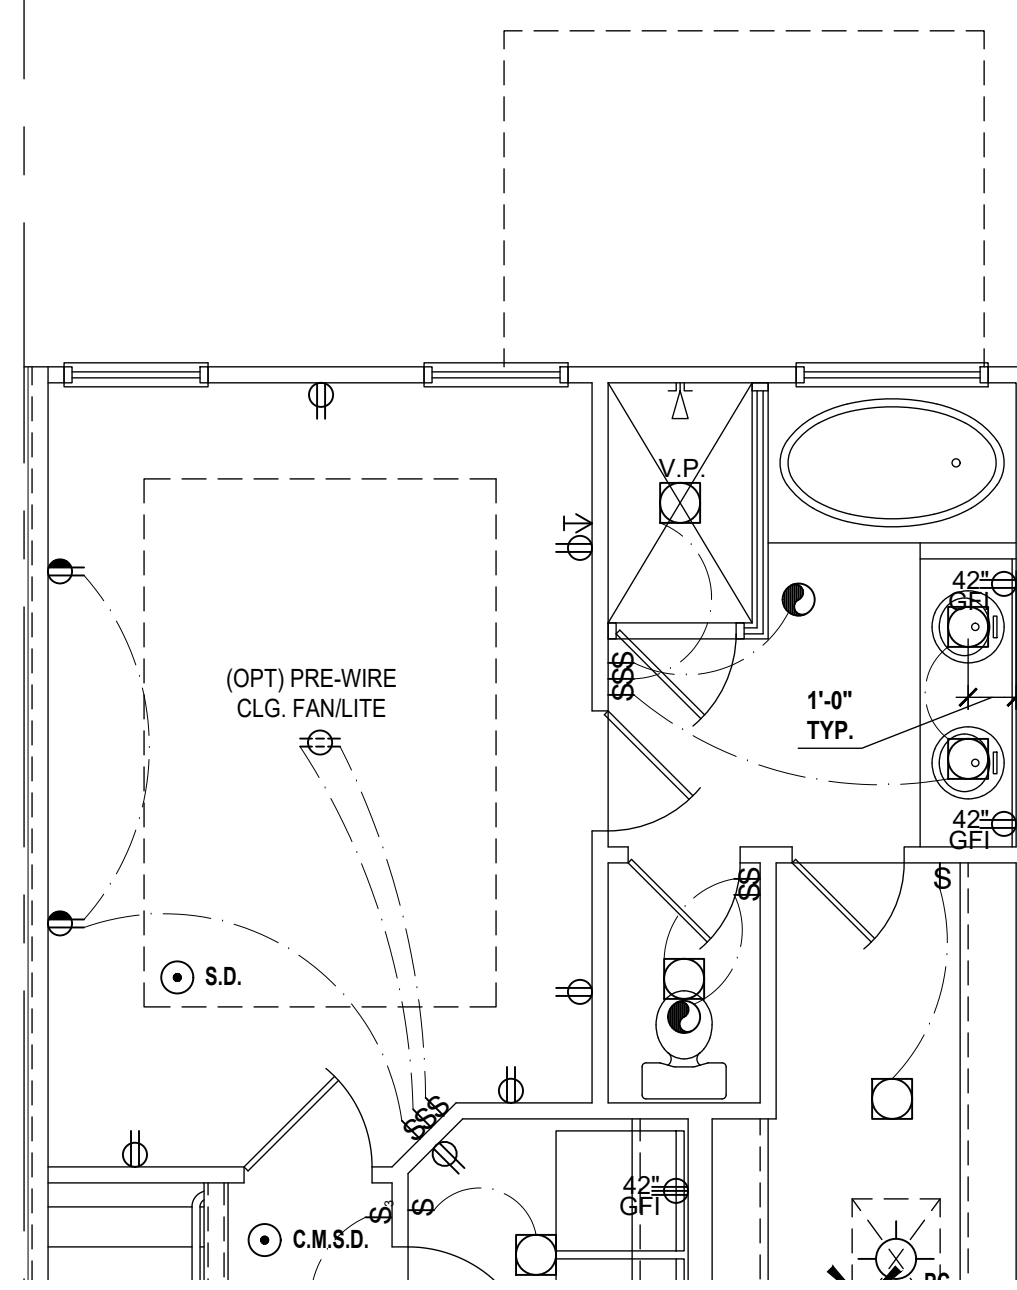 V.P.
42"
GFI
(OPT) PRE-WIRE
CLG. FAN/LITE
SSS
1'-0"
TYP.
42"
GFI
SS
S
S.D.
SSS
42"
GFI
S3
S
C.M.S.D.